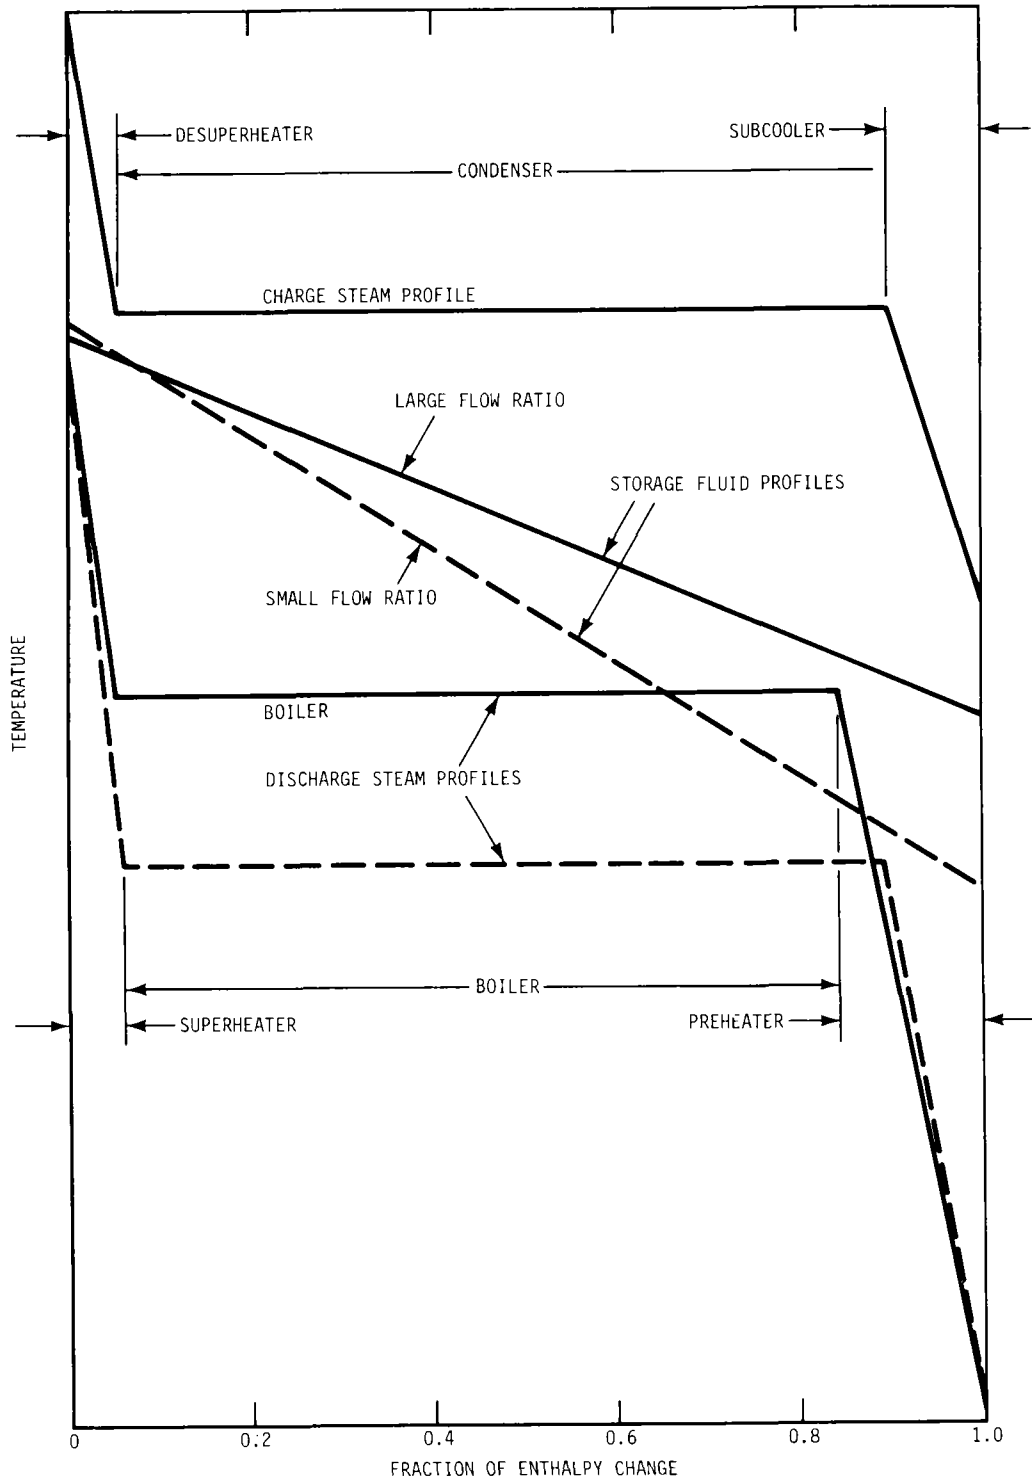 DESUPERHEATER
SUBCOOLER
CONDENSER
CHARGE STEAM PROFILE
LARGE FLOW RATIO
STORAGE FLUID PROFILES
SMALL FLOW RATIO
TEMPERATURE
BOILER
DISCHARGE STEAM PROFILES
BOILER
SUPERHEATER
PREHEATER
0 0.2 0.4 0.6 0.8 1.0
FRACTION OF ENTHALPY CHANGE